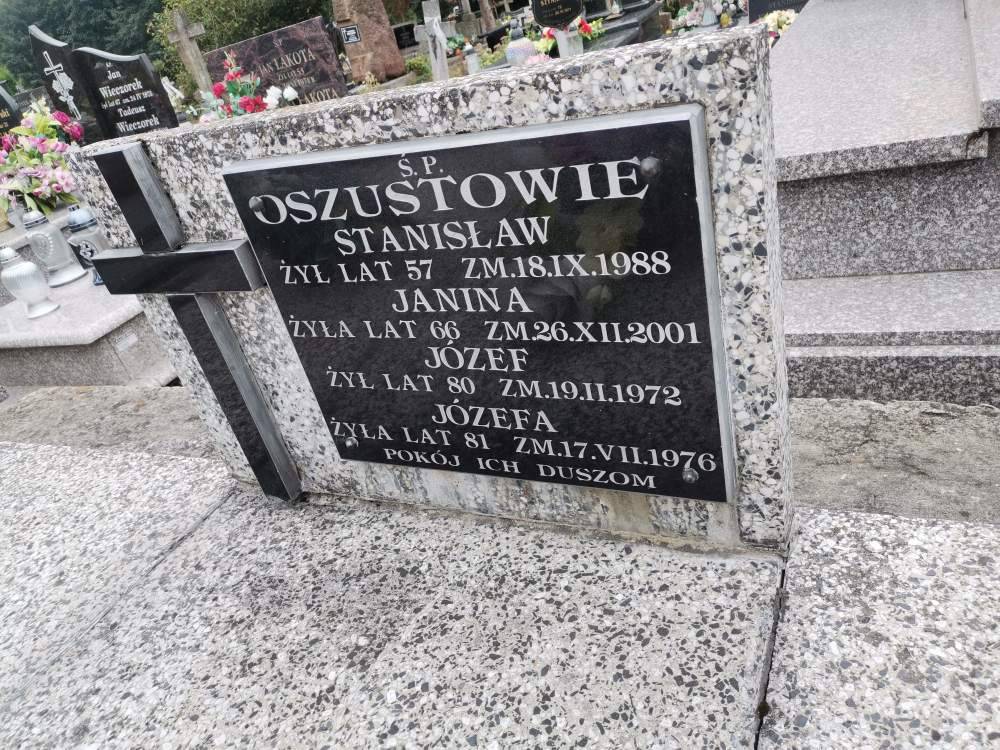 Ś.P.
OSZUSTOWIE
STANISŁAW
ŻYŁ LAT 57 ZM.18.IX.1988
JANINA
ŻYŁA LAT 66 ZM.26.XII.2001
JÓZEF
ŻYŁ LAT 80 ZM.19.II.1972
JÓZEFA
ŻYŁA LAT 81 ZM.17.VII.1976
POKÓJ ICH DUSZOM
Jan
Wieczorek
Tadeusz
Wieczorek
ŁAKOTA
ŁAKOTA